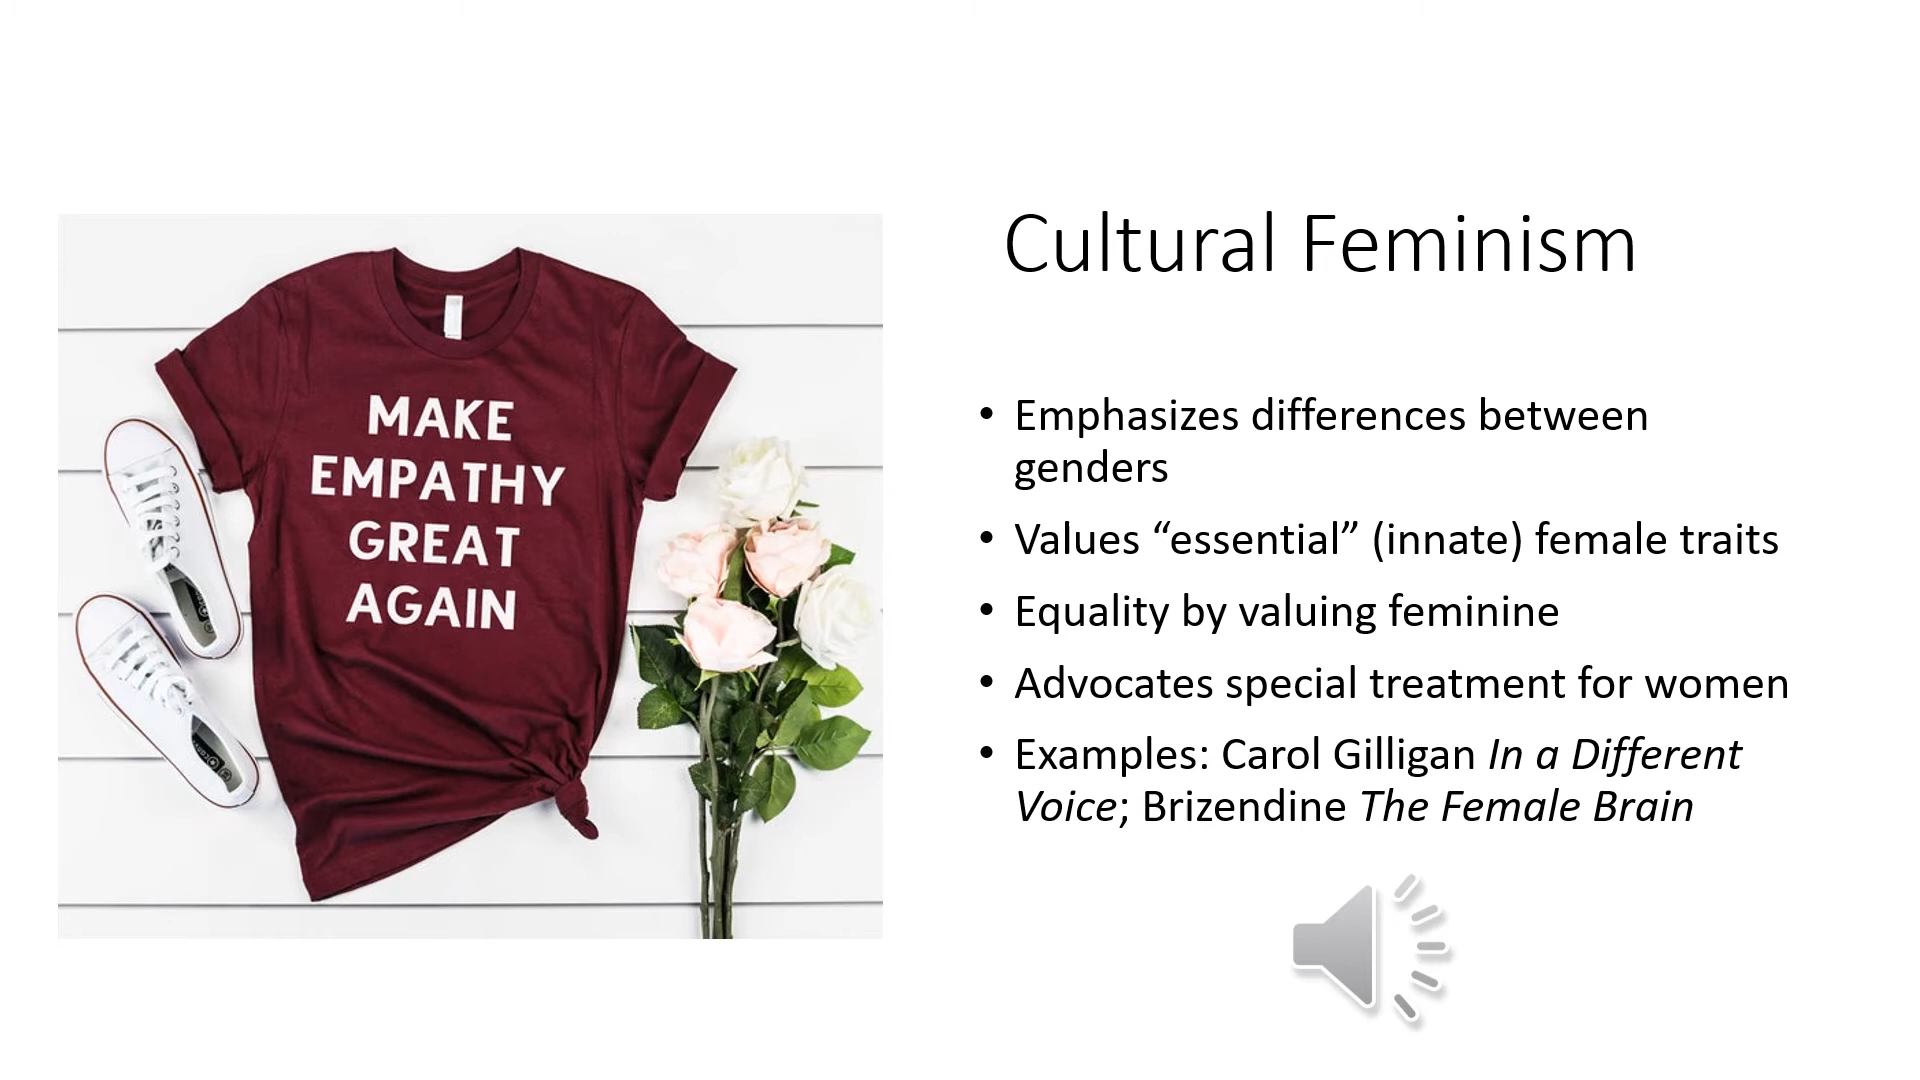 MAKE
EMPATHY
GREAT
AGAIN
Cultural Feminism
• Emphasizes differences between
genders
• Values “essential” (innate) female traits
• Equality by valuing feminine
• Advocates special treatment for women
• Examples: Carol Gilligan In a Different
Voice; Brizendine The Female Brain